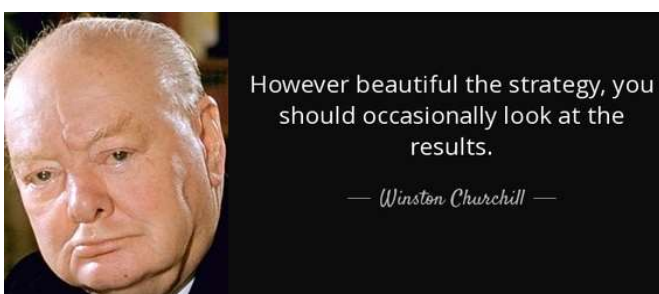 However beautiful the strategy, you
should occasionally look at the
results.
— Winston Churchill —